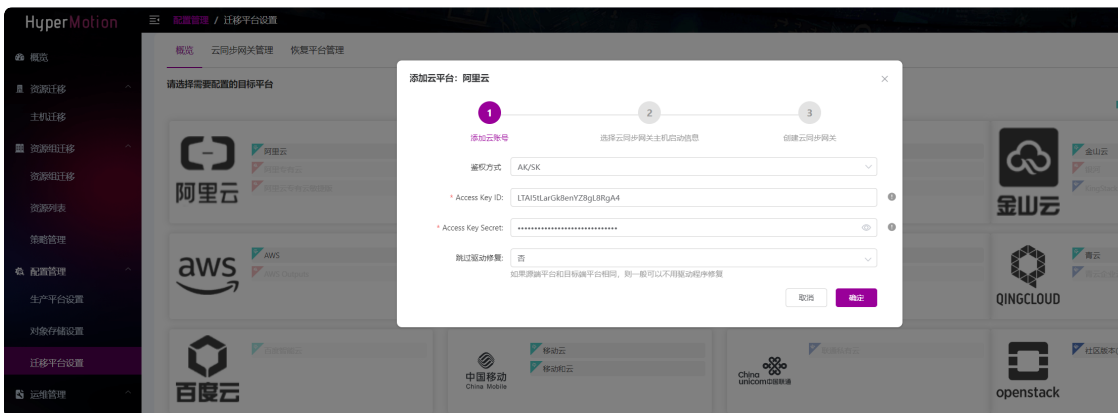 HyperMotion
配置管理 / 迁移平台设置
概览
资源迁移
主机迁移
资源组迁移
资源组迁移
资源列表
策略管理
配置管理
生产平台设置
对象存储设置
迁移平台设置
运维管理
概览 云同步网关管理 恢复平台管理
请选择需要配置的目标平台
阿里云
阿里云
金山云
金山云
aws
AWS
QINGCLOUD
青云
百度云
中国移动
China Mobile
移动云
移动和云
China unicom中国联通
openstack
添加云平台：阿里云
1 2 3
添加云账号 选择云同步网关主机启动信息 创建云同步网关
鉴权方式 AK/SK
* Access Key ID: LTAI5tLarGk8enYZ8gL8RgA4
* Access Key Secret: ••••••••••••••••••••••••••••••
跳过驱动修复: 否
如果源端平台和目标端平台相同，则一般可以不用驱动程序修复
取消 确定